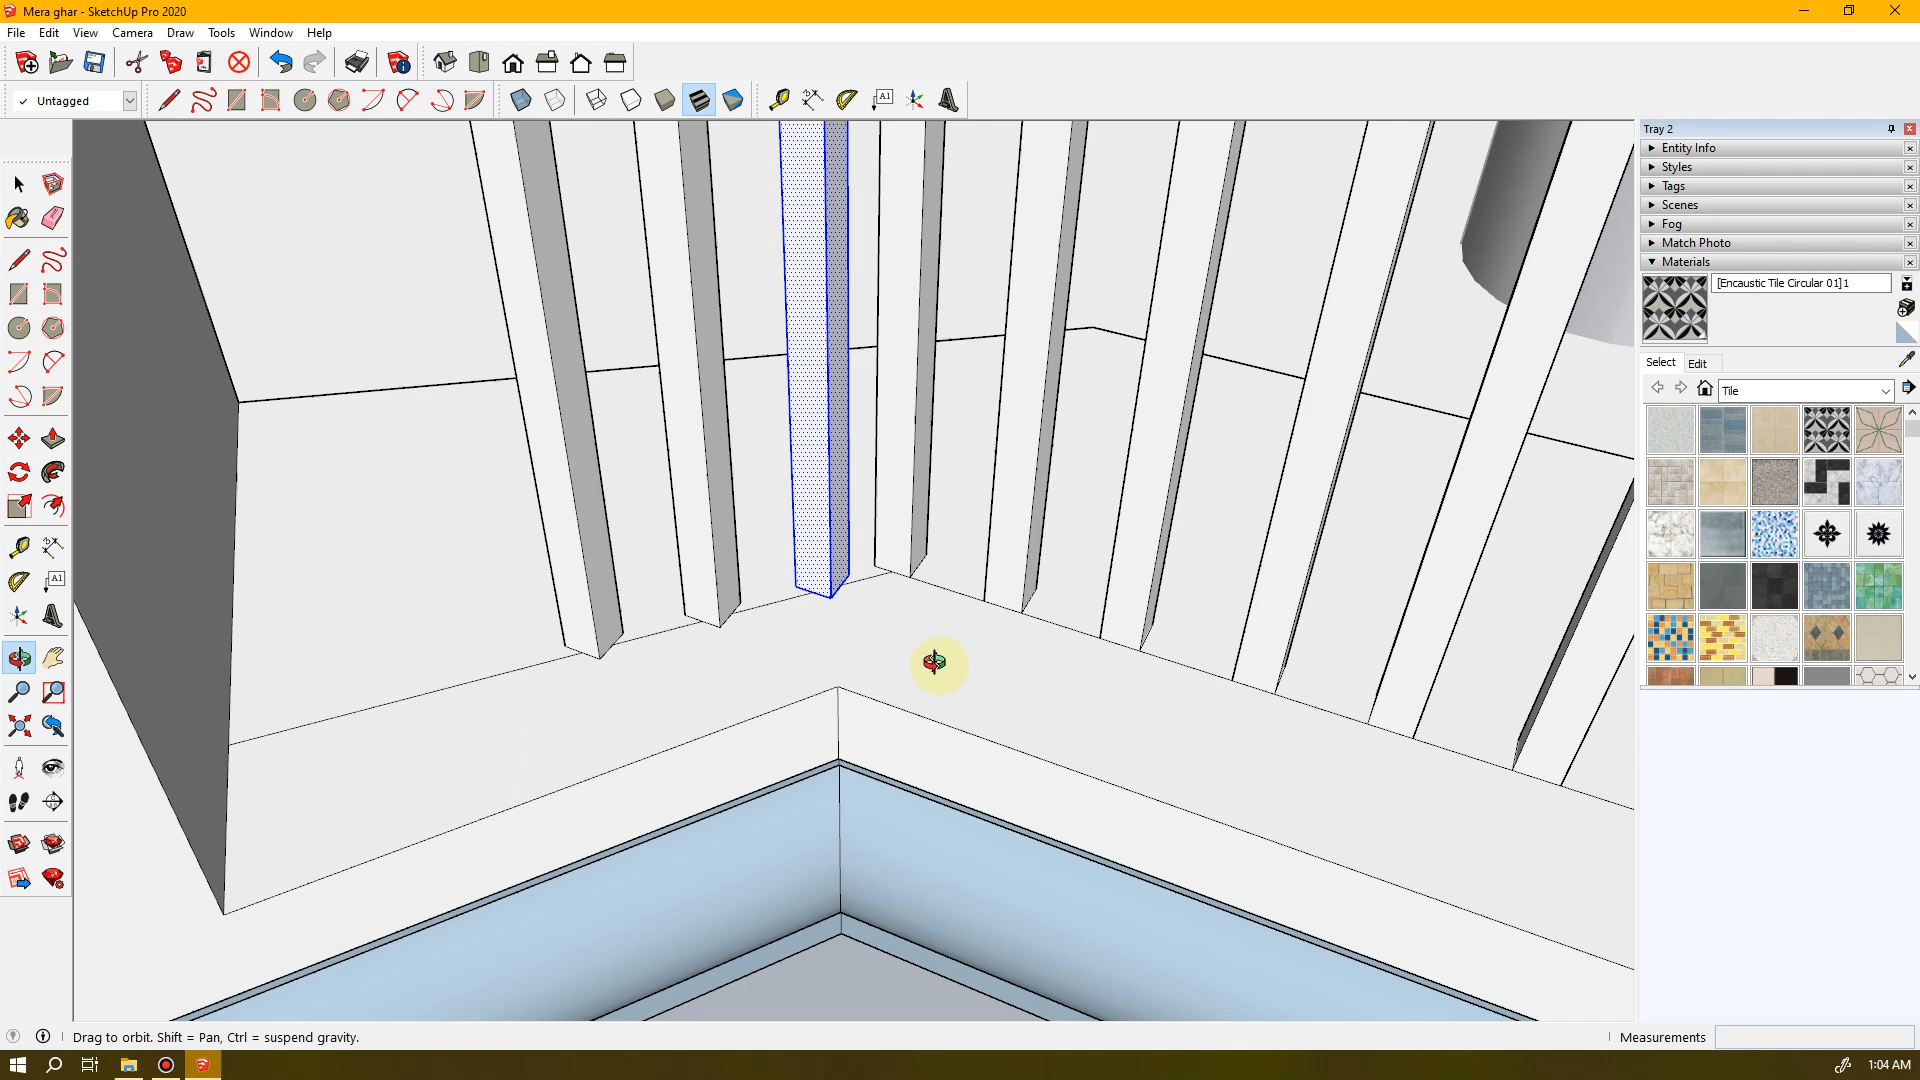 Mera ghar - SketchUp Pro 2020
File Edit View Camera Draw Tools Window Help
✓ Untagged
A1
Tray 2
Entity Info
Styles
Tags
Scenes
Fog
Match Photo
Materials
[Encaustic Tile Circular 01]1
Select Edit
Tile
A1
Drag to orbit. Shift = Pan, Ctrl = suspend gravity.
Measurements
1:04 AM